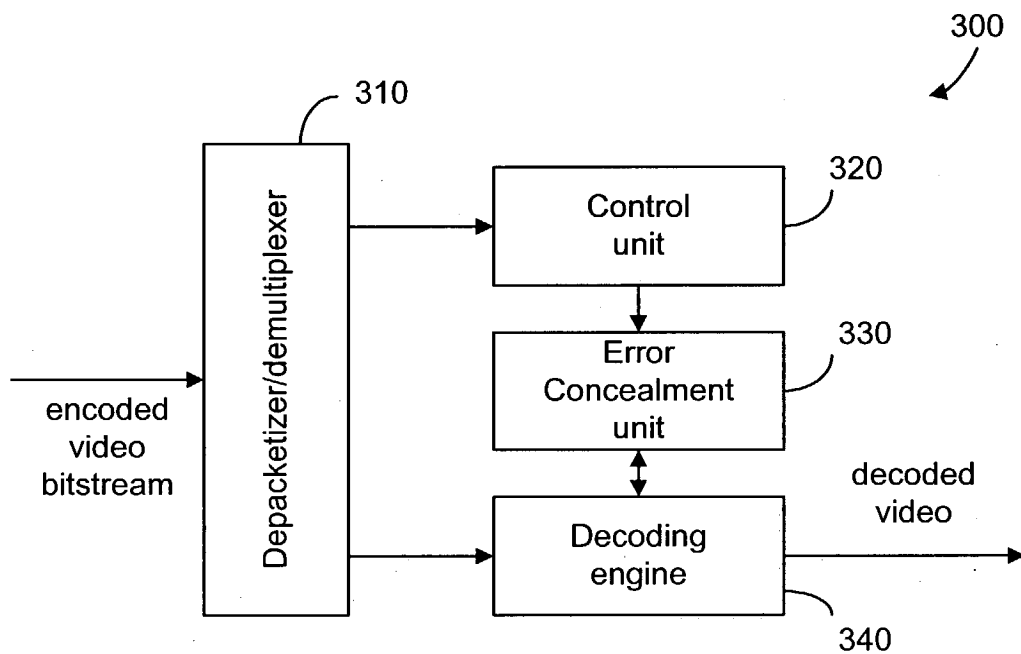 300
310
Depacketizer/demultiplexer
320
Control
unit
330
Error
Concealment
unit
encoded
video
bitstream
decoded
video
Decoding
engine
340